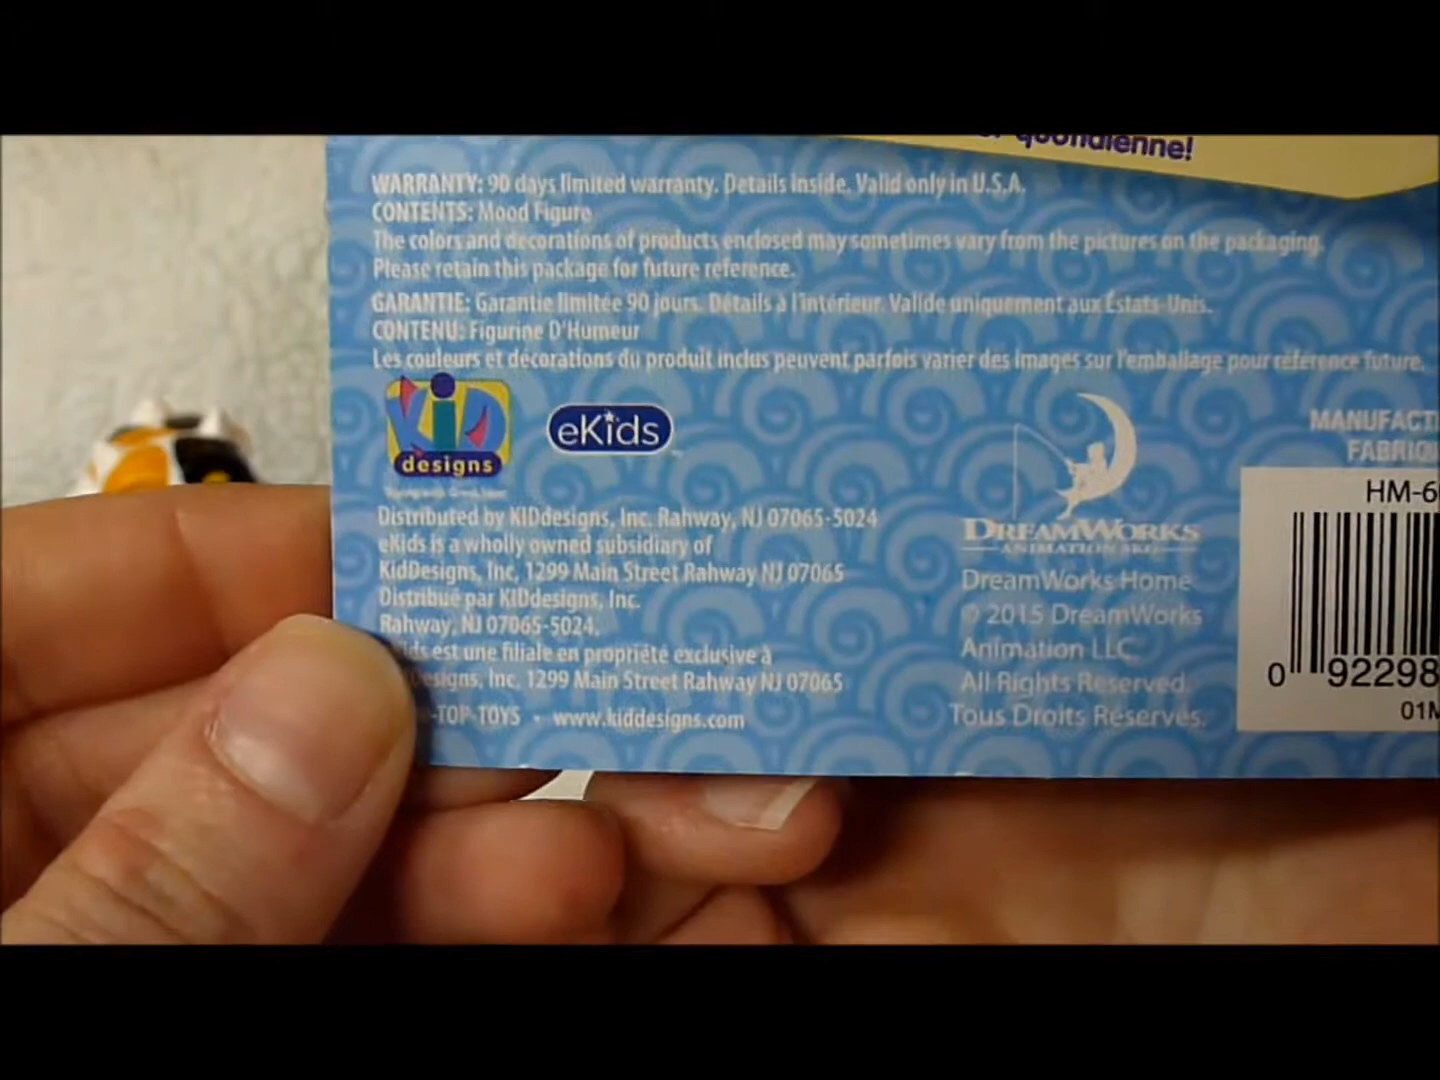 quotidienne!
WARRANTY: 90 days limited warranty. Details inside. Valid only in U.S.A.
CONTENTS: Mood Figure
The colors and decorations of products enclosed may sometimes vary from the pictures on the packaging.
Please retain this package for future reference.
GARANTIE: Garantie limitée 90 jours. Détails à l'intérieur. Valide uniquement aux Éstats-Unis.
CONTENU: Figurine D'Humeur
Les couleurs et décorations du produit inclus peuvent parfois varier des images sur l'emballage pour référence future.
KiD
designs
eKids
Distributed by KIDdesigns, Inc. Rahway, NJ 07065-5024
eKids is a wholly owned subsidiary of
KidDesigns, Inc, 1299 Main Street Rahway NJ 07065
Distribué par KIDdesigns, Inc.
Rahway, NJ 07065-5024.
est une filiale en propriété exclusive à
Inc, 1299 Main Street Rahway NJ 07065
-TOP-TOYS • www.kiddesigns.com
DREAMWORKS
ANIMATION SKG
DreamWorks Home
© 2015 DreamWorks
Animation LLC.
All Rights Reserved.
Tous Droits Réservés.
MANUFACT
FABRIQ
HM-6
0 92298
01M